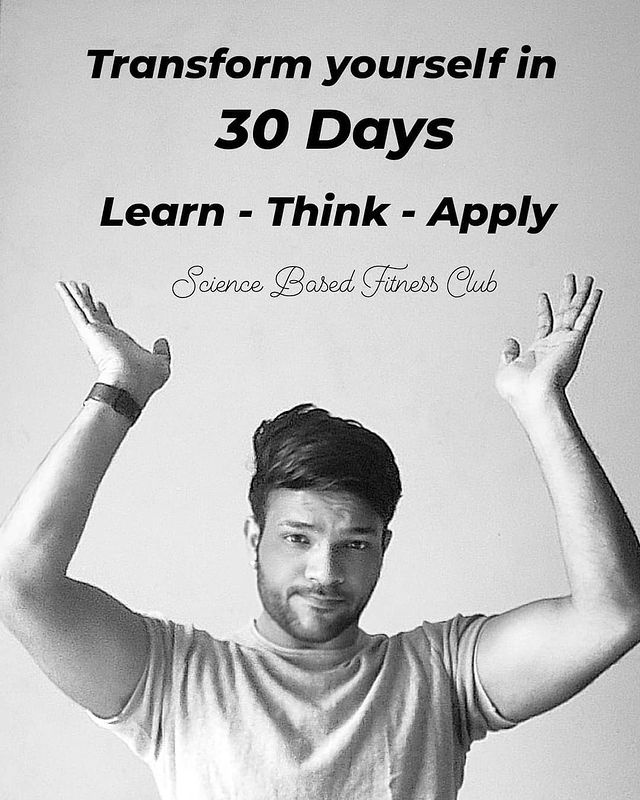 Transform yourself in
30 Days
Learn - Think - Apply
Science Based Fitness Club